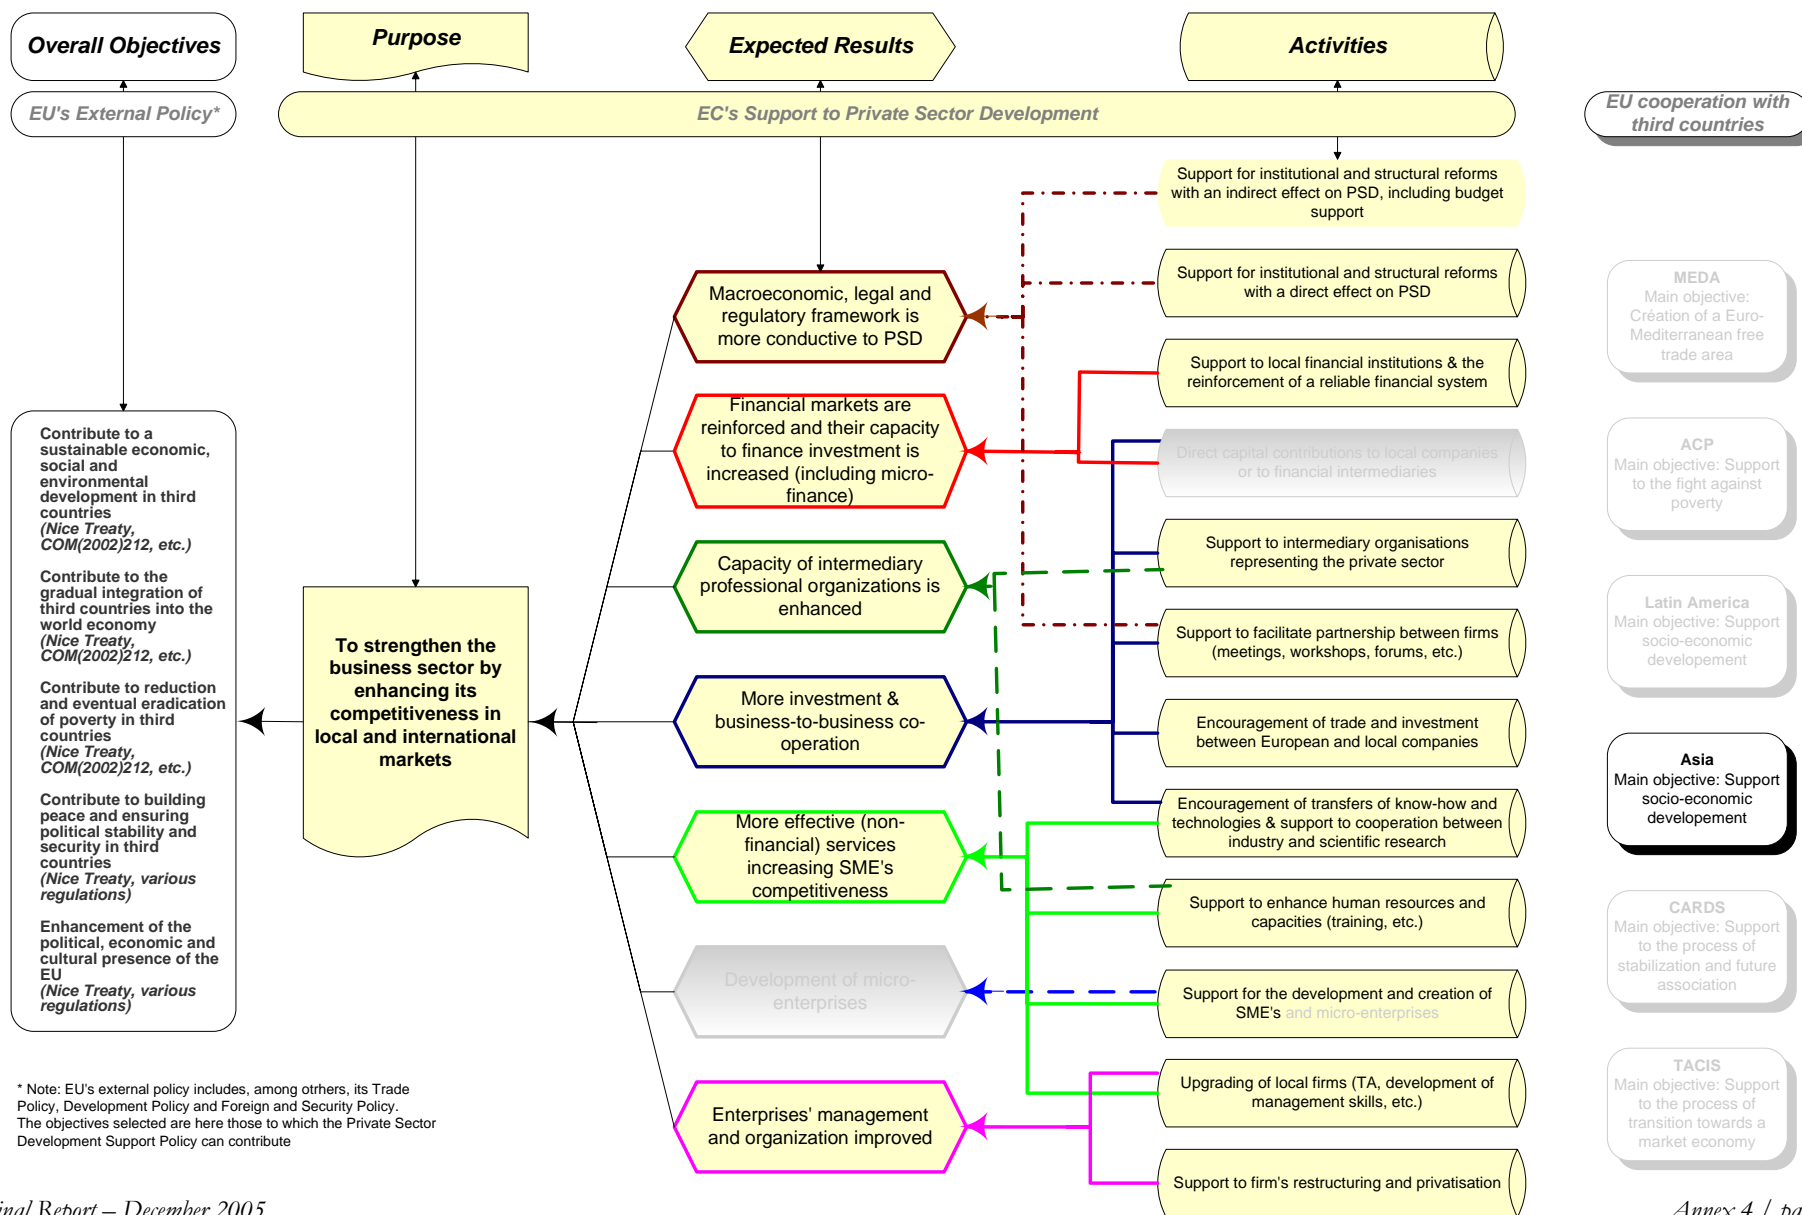 Overall Objectives
Purpose
Expected Results
Activities
EU's External Policy*
EC's Support to Private Sector Development
EU cooperation with
third countries
Contribute to a
sustainable economic,
social and
environmental
development in third
countries
(Nice Treaty,
COM(2002)212, etc.)
Contribute to the
gradual integration of
third countries into the
world economy
(Nice Treaty,
COM(2002)212, etc.)
Contribute to reduction
and eventual eradication
of poverty in third
countries
(Nice Treaty,
COM(2002)212, etc.)
Contribute to building
peace and ensuring
political stability and
security in third
countries
(Nice Treaty, various
regulations)
Enhancement of the
political, economic and
cultural presence of the
EU
(Nice Treaty, various
regulations)
To strengthen the
business sector by
enhancing its
competitiveness in
local and international
markets
Macroeconomic, legal and
regulatory framework is
more conductive to PSD
Financial markets are
reinforced and their capacity
to finance investment is
increased (including micro-
finance)
Capacity of intermediary
professional organizations is
enhanced
More investment &
business-to-business co-
operation
More effective (non-
financial) services
increasing SME's
competitiveness
Development of micro-
enterprises
Enterprises' management
and organization improved
Support for institutional and structural reforms
with an indirect effect on PSD, including budget
support
Support for institutional and structural reforms
with a direct effect on PSD
Support to local financial institutions & the
reinforcement of a reliable financial system
Direct capital contributions to local companies
or to financial intermediaries
Support to intermediary organisations
representing the private sector
Support to facilitate partnership between firms
(meetings, workshops, forums, etc.)
Encouragement of trade and investment
between European and local companies
Encouragement of transfers of know-how and
technologies & support to cooperation between
industry and scientific research
Support to enhance human resources and
capacities (training, etc.)
Support for the development and creation of
SME's and micro-enterprises
Upgrading of local firms (TA, development of
management skills, etc.)
Support to firm's restructuring and privatisation
MEDA
Main objective:
Création of a Euro-
Mediterranean free
trade area
ACP
Main objective: Support
to the fight against
poverty
Latin America
Main objective: Support
socio-economic
developement
Asia
Main objective: Support
socio-economic
developement
CARDS
Main objective: Support
to the process of
stabilization and future
association
TACIS
Main objective: Support
to the process of
transition towards a
market economy
* Note: EU's external policy includes, among otrhers, its Trade
Policy, Development Policy and Foreign and Security Policy.
The objectives selected are here those to which the Private Sector
Development Support Policy can contribute
inal Report – December 2005
Annex 4 / pa